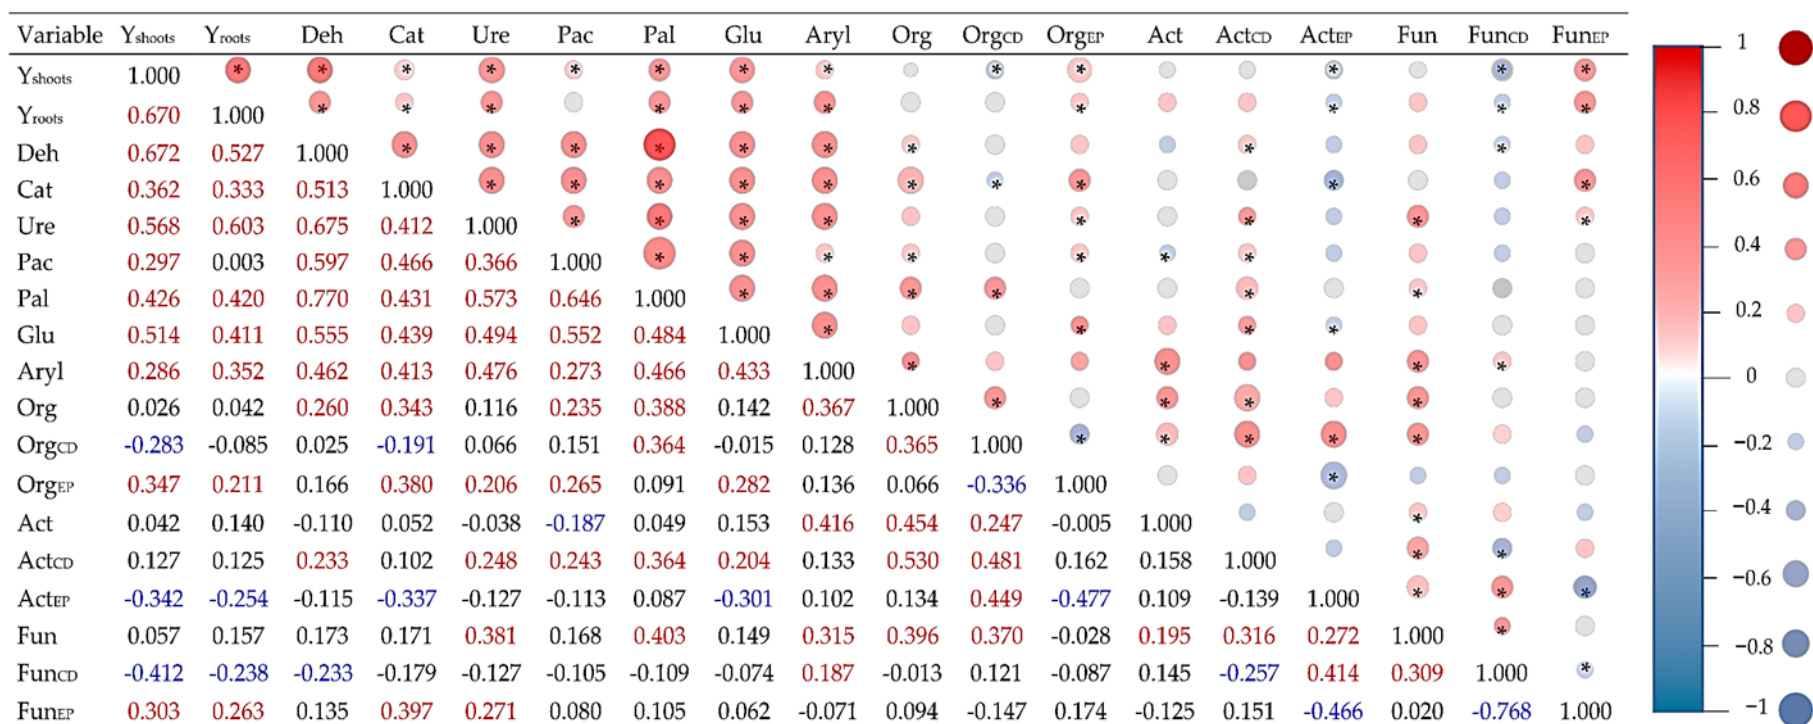 Variable Yshoots Yroots Deh Cat Ure Pac Pal Glu Aryl Org OrgCD OrgEP Act ActCD ActEP Fun FunCD FunEP
Yshoots 1.000 * * * * * * * * * * * * *
Yroots 0.670 1.000 * * * * * * * * * *
Deh 0.672 0.527 1.000 * * * * * * * * *
Cat 0.362 0.333 0.513 1.000 * * * * * * * * * *
Ure 0.568 0.603 0.675 0.412 1.000 * * * * * * * *
Pac 0.297 0.003 0.597 0.466 0.366 1.000 * * * * * * *
Pal 0.426 0.420 0.770 0.431 0.573 0.646 1.000 * * * * * *
Glu 0.514 0.411 0.555 0.439 0.494 0.552 0.484 1.000 * * * *
Aryl 0.286 0.352 0.462 0.413 0.476 0.273 0.466 0.433 1.000 * * * *
Org 0.026 0.042 0.260 0.343 0.116 0.235 0.388 0.142 0.367 1.000 * * * *
OrgCD -0.283 -0.085 0.025 -0.191 0.066 0.151 0.364 -0.015 0.128 0.365 1.000 * * * * *
OrgEP 0.347 0.211 0.166 0.380 0.206 0.265 0.091 0.282 0.136 0.066 -0.336 1.000 *
Act 0.042 0.140 -0.110 0.052 -0.038 -0.187 0.049 0.153 0.416 0.454 0.247 -0.005 1.000 *
ActCD 0.127 0.125 0.233 0.102 0.248 0.243 0.364 0.204 0.133 0.530 0.481 0.162 0.158 1.000 * *
ActEP -0.342 -0.254 -0.115 -0.337 -0.127 -0.113 0.087 -0.301 0.102 0.134 0.449 -0.477 0.109 -0.139 1.000 * * *
Fun 0.057 0.157 0.173 0.171 0.381 0.168 0.403 0.149 0.315 0.396 0.370 -0.028 0.195 0.316 0.272 1.000 *
FunCD -0.412 -0.238 -0.233 -0.179 -0.127 -0.105 -0.109 -0.074 0.187 -0.013 0.121 -0.087 0.145 -0.257 0.414 0.309 1.000 *
FunEP 0.303 0.263 0.135 0.397 0.271 0.080 0.105 0.062 -0.071 0.094 -0.147 0.174 -0.125 0.151 -0.466 0.020 -0.768 1.000
1
0.8
0.6
0.4
0.2
0
−0.2
−0.4
−0.6
−0.8
−1